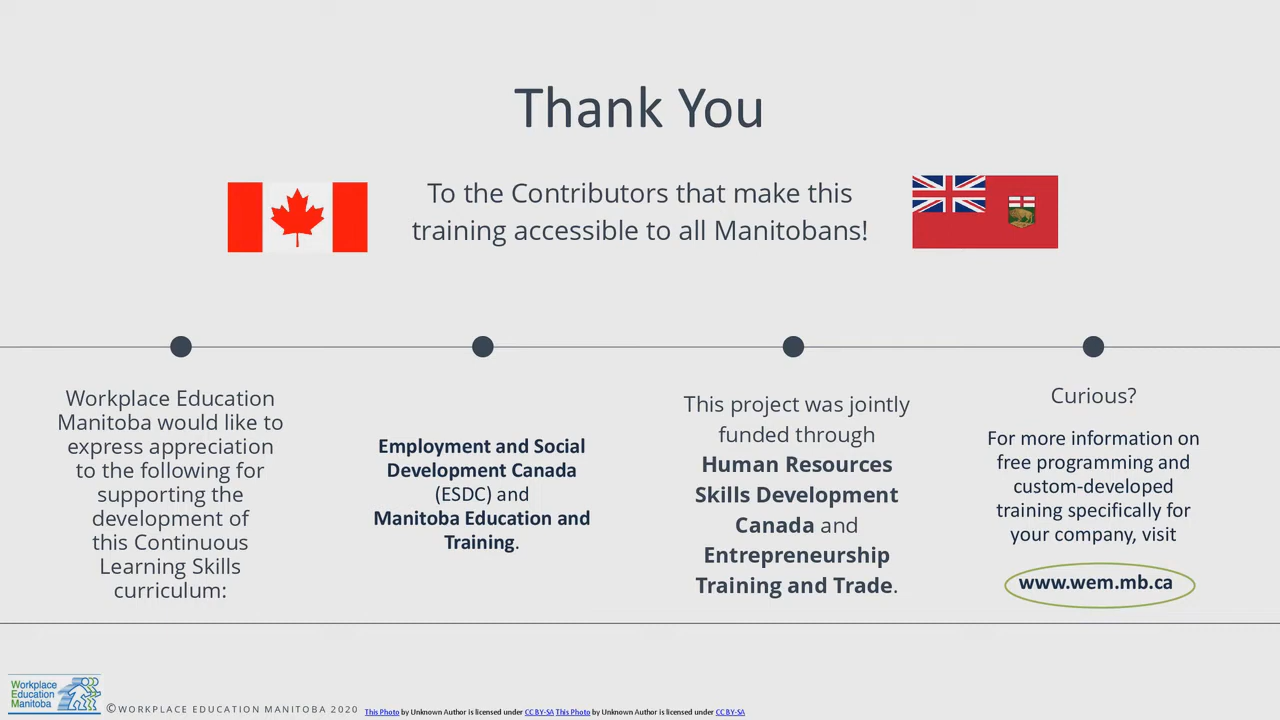 Thank You
To the Contributors that make this
training accessible to all Manitobans!
Workplace Education
Manitoba would like to
express appreciation
to the following for
supporting the
development of
this Continuous
Learning Skills
curriculum:
Employment and Social
Development Canada
(ESDC) and
Manitoba Education and
Training.
This project was jointly
funded through
Human Resources
Skills Development
Canada and
Entrepreneurship
Training and Trade.
Curious?
For more information on
free programming and
custom-developed
training specifically for
your company, visit
www.wem.mb.ca
Workplace
Education
Manitoba
©WORKPLACE EDUCATION MANITOBA 2020
This Photo by Unknown Author is licensed under CC BY-SA This Photo by Unknown Author is licensed under CC BY-SA